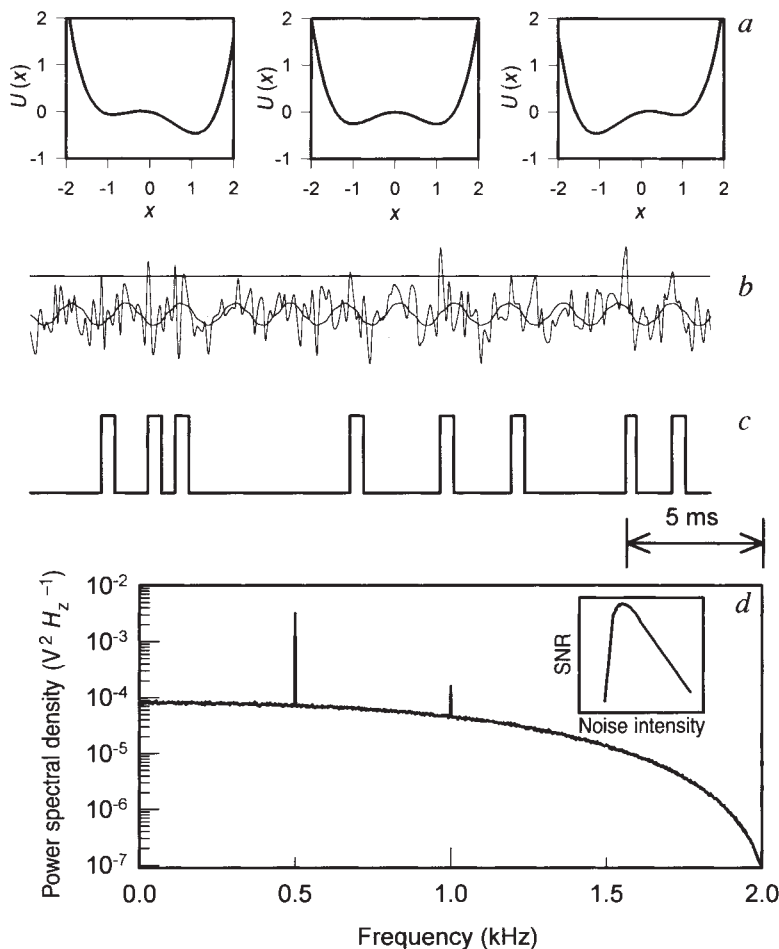 a
U (x)
2
1
0
-1
-2 -1 0 1 2
x
U (x)
2
1
0
-1
-2 -1 0 1 2
x
U (x)
2
1
0
-1
-2 -1 0 1 2
x
b
c
5 ms
d
Power spectral density (V² H_z⁻¹)
10⁻²
10⁻³
10⁻⁴
10⁻⁵
10⁻⁶
10⁻⁷
SNR
Noise intensity
0.0 0.5 1.0 1.5 2.0
Frequency (kHz)